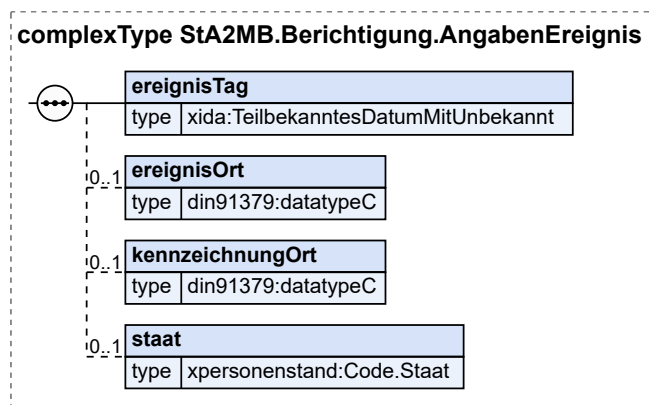 complexType StA2MB.Berichtigung.AngabenEreignis
ereignisTag
type xida:TeilbekanntesDatumMitUnbekannt
0..1
ereignisOrt
type din91379:datatypeC
0..1
kennzeichnungOrt
type din91379:datatypeC
0..1
staat
type xpersonenstand:Code.Staat